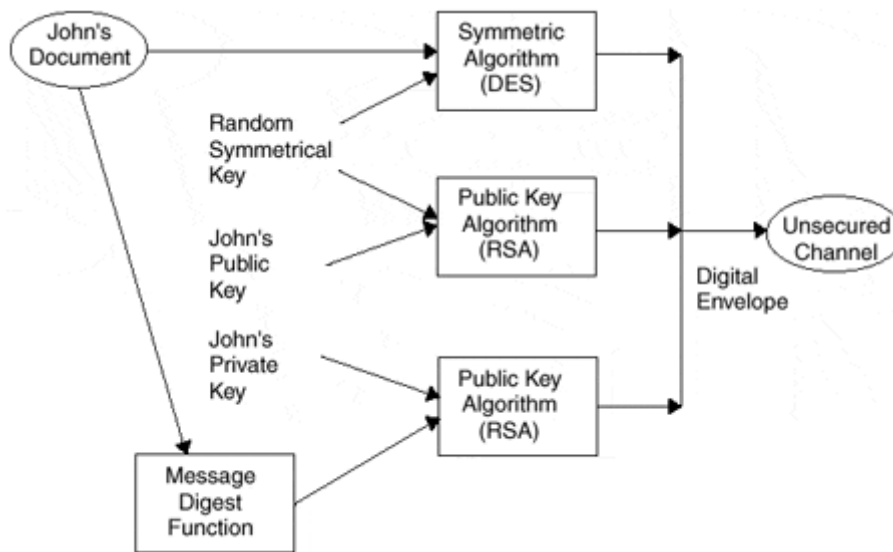 John's
Document
Symmetric
Algorithm
(DES)
Random
Symmetrical
Key
Public Key
Algorithm
(RSA)
John's
Public
Key
Unsecured
Channel
Digital
Envelope
John's
Private
Key
Public Key
Algorithm
(RSA)
Message
Digest
Function